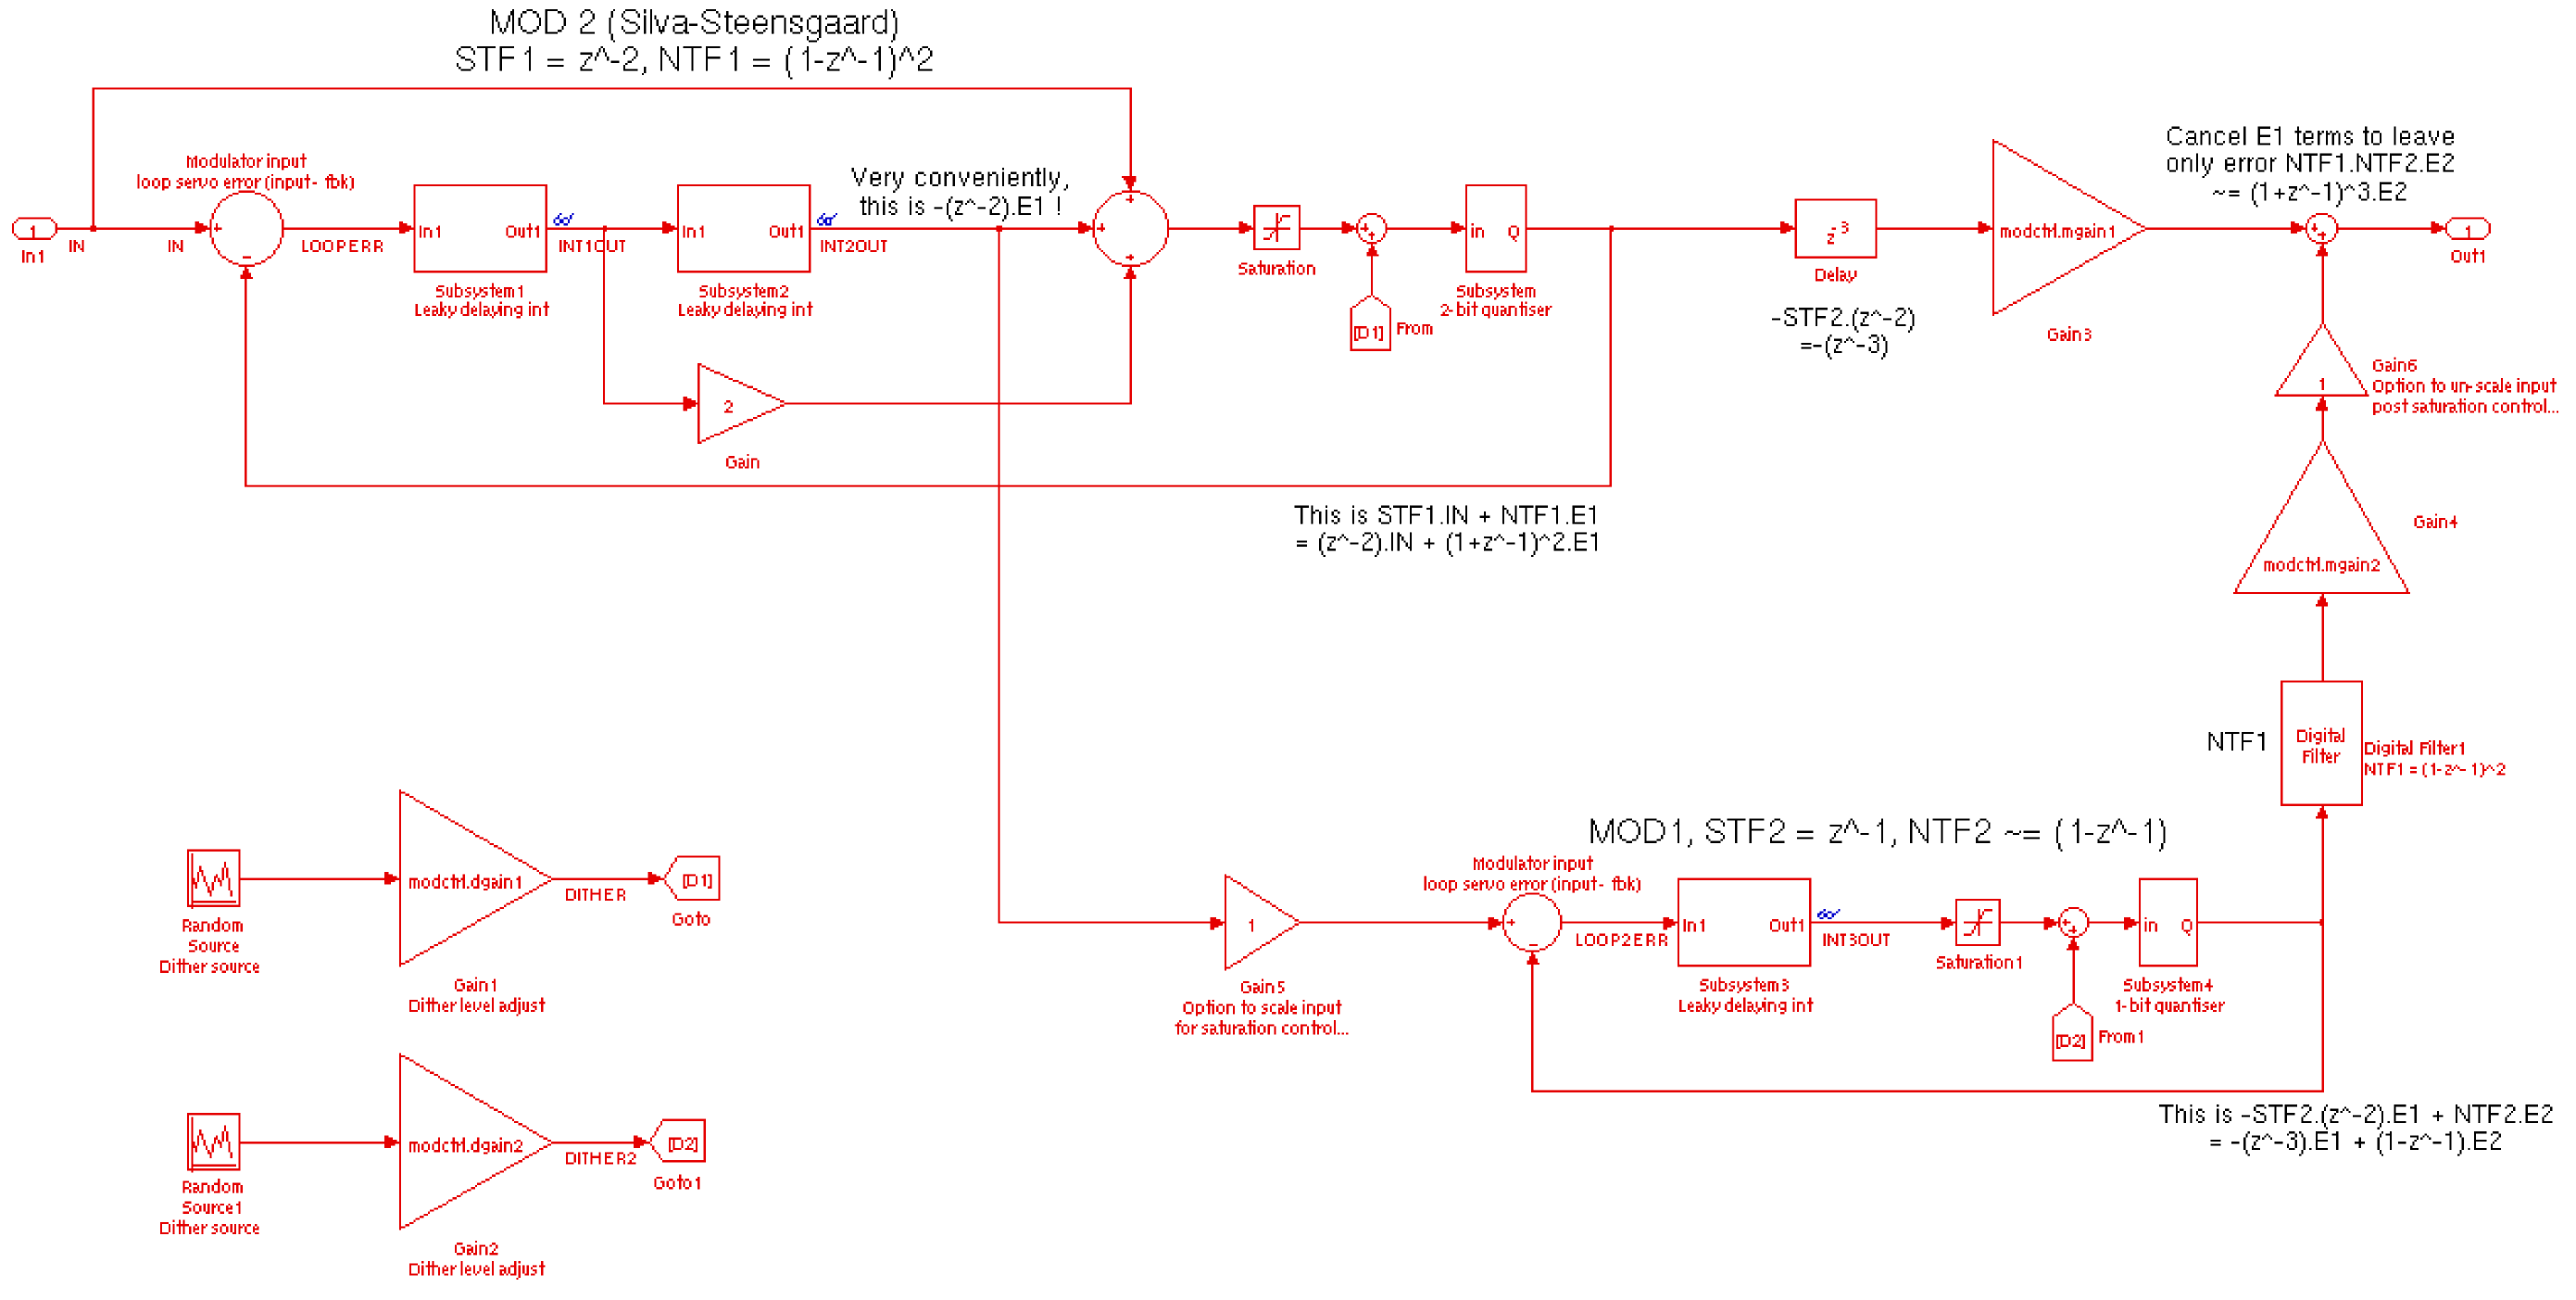 MOD 2 (Silva-Steensgaard)
STF1 = z^-2, NTF1 = (1-z^-1)^2
Modulator input
loop servo error (input- fbk)
Very conveniently,
this is -(z^-2).E1 !
Cancel E1 terms to leave
only error NTF1.NTF2.E2
~= (1+z^-1)^3.E2
1
In1
IN
IN
+
-
LOOPERR
In1
Out1
Subsystem1
Leaky delaying int
INT1OUT
In1
Out1
Subsystem2
Leaky delaying int
INT2OUT
+
+
+
Saturation
+
+
[D1]
From
in
Q
Subsystem
2-bit quantiser
z^-3
Delay
-STF2.(z^-2)
=-(z^-3)
modctrl.mgain1
Gain3
+
+
1
Out1
2
Gain
1
Gain6
Option to un-scale input
post saturation control...
This is STF1.IN + NTF1.E1
= (z^-2).IN + (1+z^-1)^2.E1
modctrl.mgain2
Gain4
NTF1
Digital
Filter
Digital Filter1
NTF1 = (1-z^-1)^2
MOD1, STF2 = z^-1, NTF2 ~= (1-z^-1)
Modulator input
loop servo error (input- fbk)
1
Gain5
Option to scale input
for saturation control...
+
-
LOOP2ERR
In1
Out1
Subsystem3
Leaky delaying int
INT3OUT
Saturation1
+
+
[D2]
From1
in
Q
Subsystem4
1-bit quantiser
This is -STF2.(z^-2).E1 + NTF2.E2
= -(z^-3).E1 + (1-z^-1).E2
Random
Source
Dither source
modctrl.dgain1
Gain1
Dither level adjust
DITHER
[D1]
Goto
Random
Source1
Dither source
modctrl.dgain2
Gain2
Dither level adjust
DITHER2
[D2]
Goto1